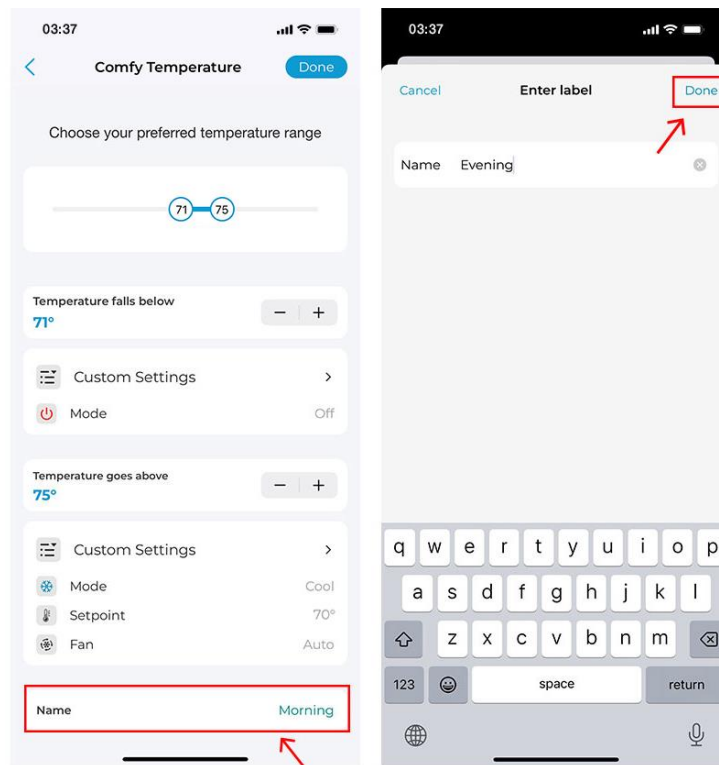 03:37
Comfy Temperature
Done
Choose your preferred temperature range
71 75
Temperature falls below
71°
− +
Custom Settings >
Mode Off
Temperature goes above
75°
− +
Custom Settings >
Mode Cool
Setpoint 70°
Fan Auto
Name Morning
03:37
Cancel Enter label Done
Name Evening
q w e r t y u i o p
a s d f g h j k l
z x c v b n m
123 space return